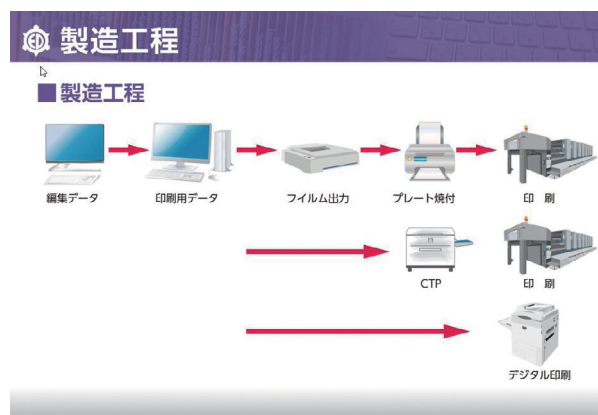 製造工程
■製造工程
編集データ
印刷用データ
フイルム出力
プレート焼付
印 刷
CTP
印 刷
デジタル印刷